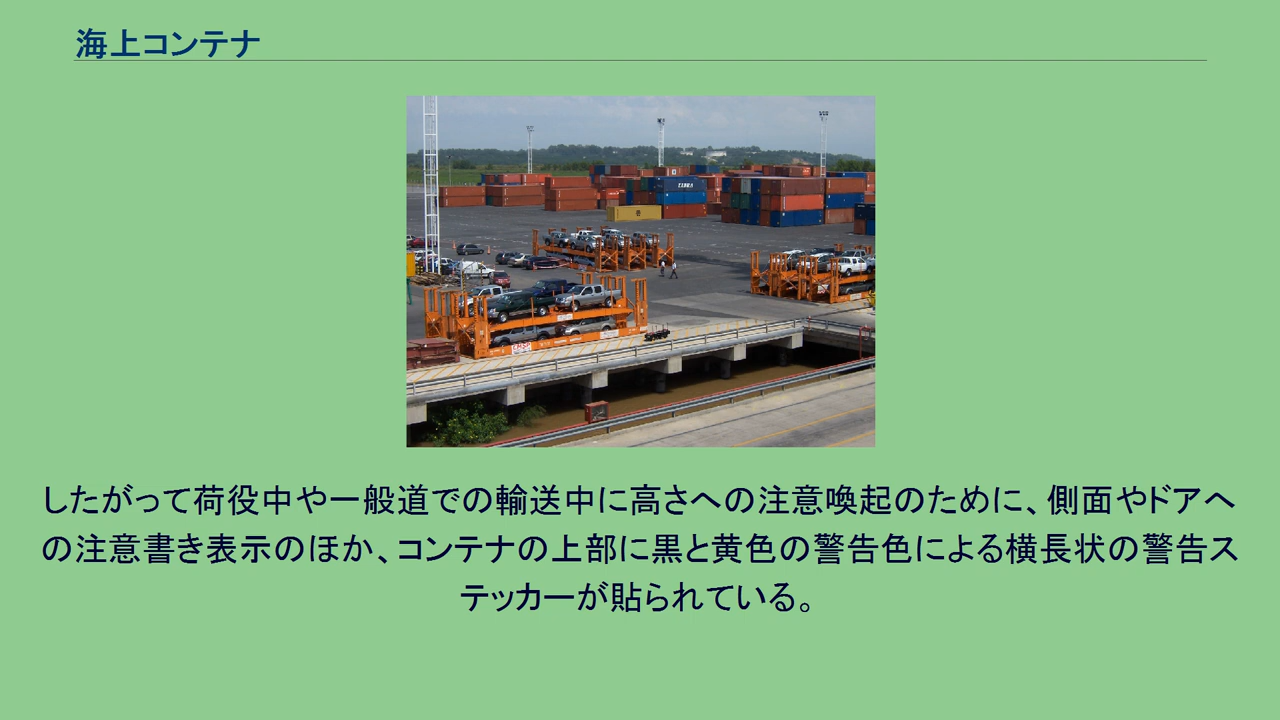 海上コンテナ
したがって荷役中や一般道での輸送中に高さへの注意喚起のために、側面やドアへ
の注意書き表示のほか、コンテナの上部に黒と黄色の警告色による横長状の警告ス
テッカーが貼られている。